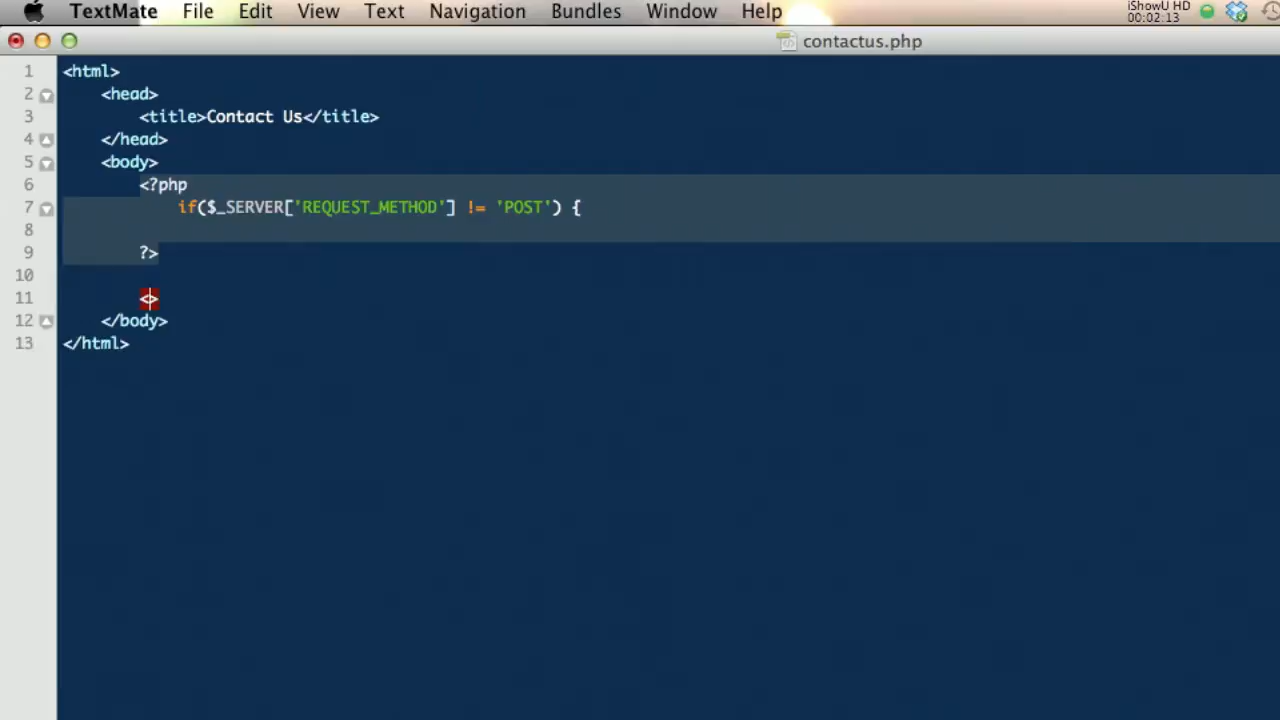 TextMate File Edit View Text Navigation Bundles Window Help iShowU HD
00:02:13
contactus.php
1 <html>
2 <head>
3 <title>Contact Us</title>
4 </head>
5 <body>
6 <?php
7 if($_SERVER['REQUEST_METHOD'] != 'POST') {
8
9 ?>
10
11 <>
12 </body>
13 </html>